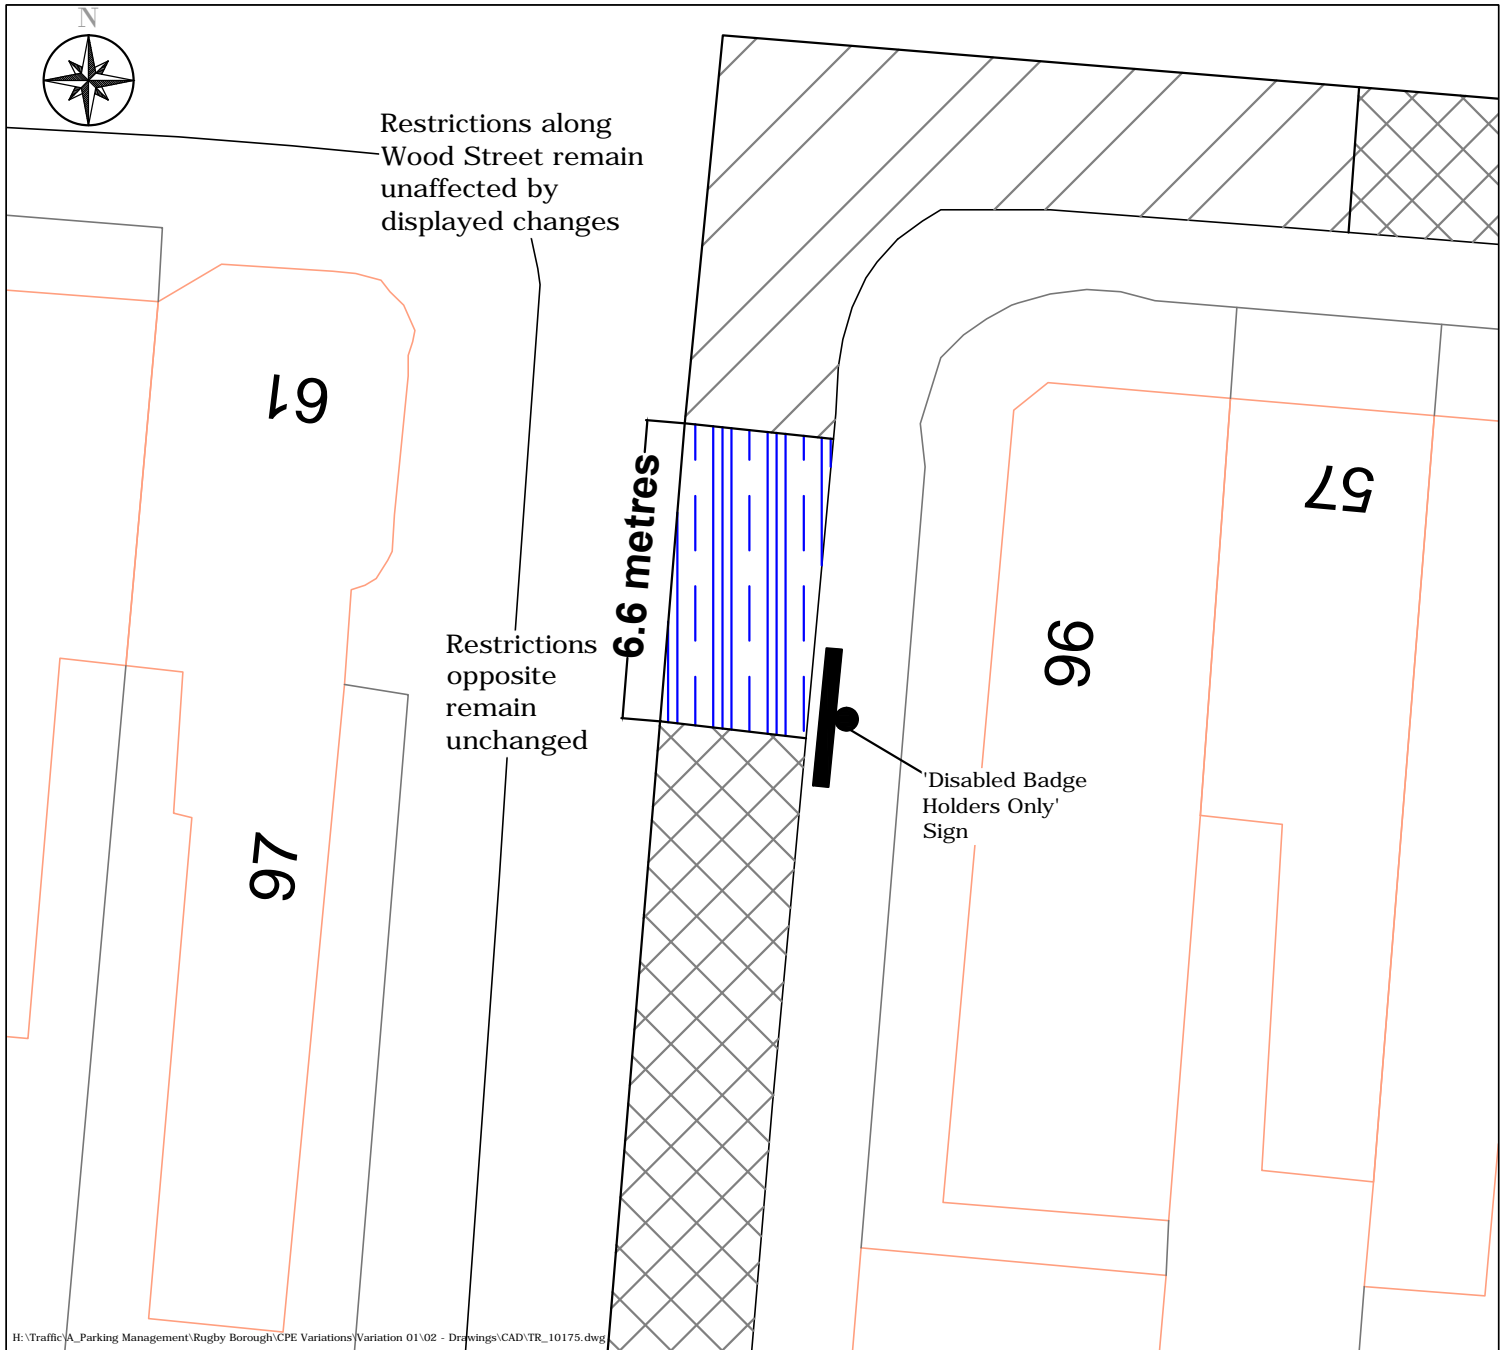 N
Restrictions along
Wood Street remain
unaffected by
displayed changes
61
57
6.6 metres
96
Restrictions
opposite
remain
unchanged
'Disabled Badge
Holders Only'
Sign
97
H:\Traffic\A_Parking Management\Rugby Borough\CPE Variations\Variation 01\02 - Drawings\CAD\TR_10175.dwg